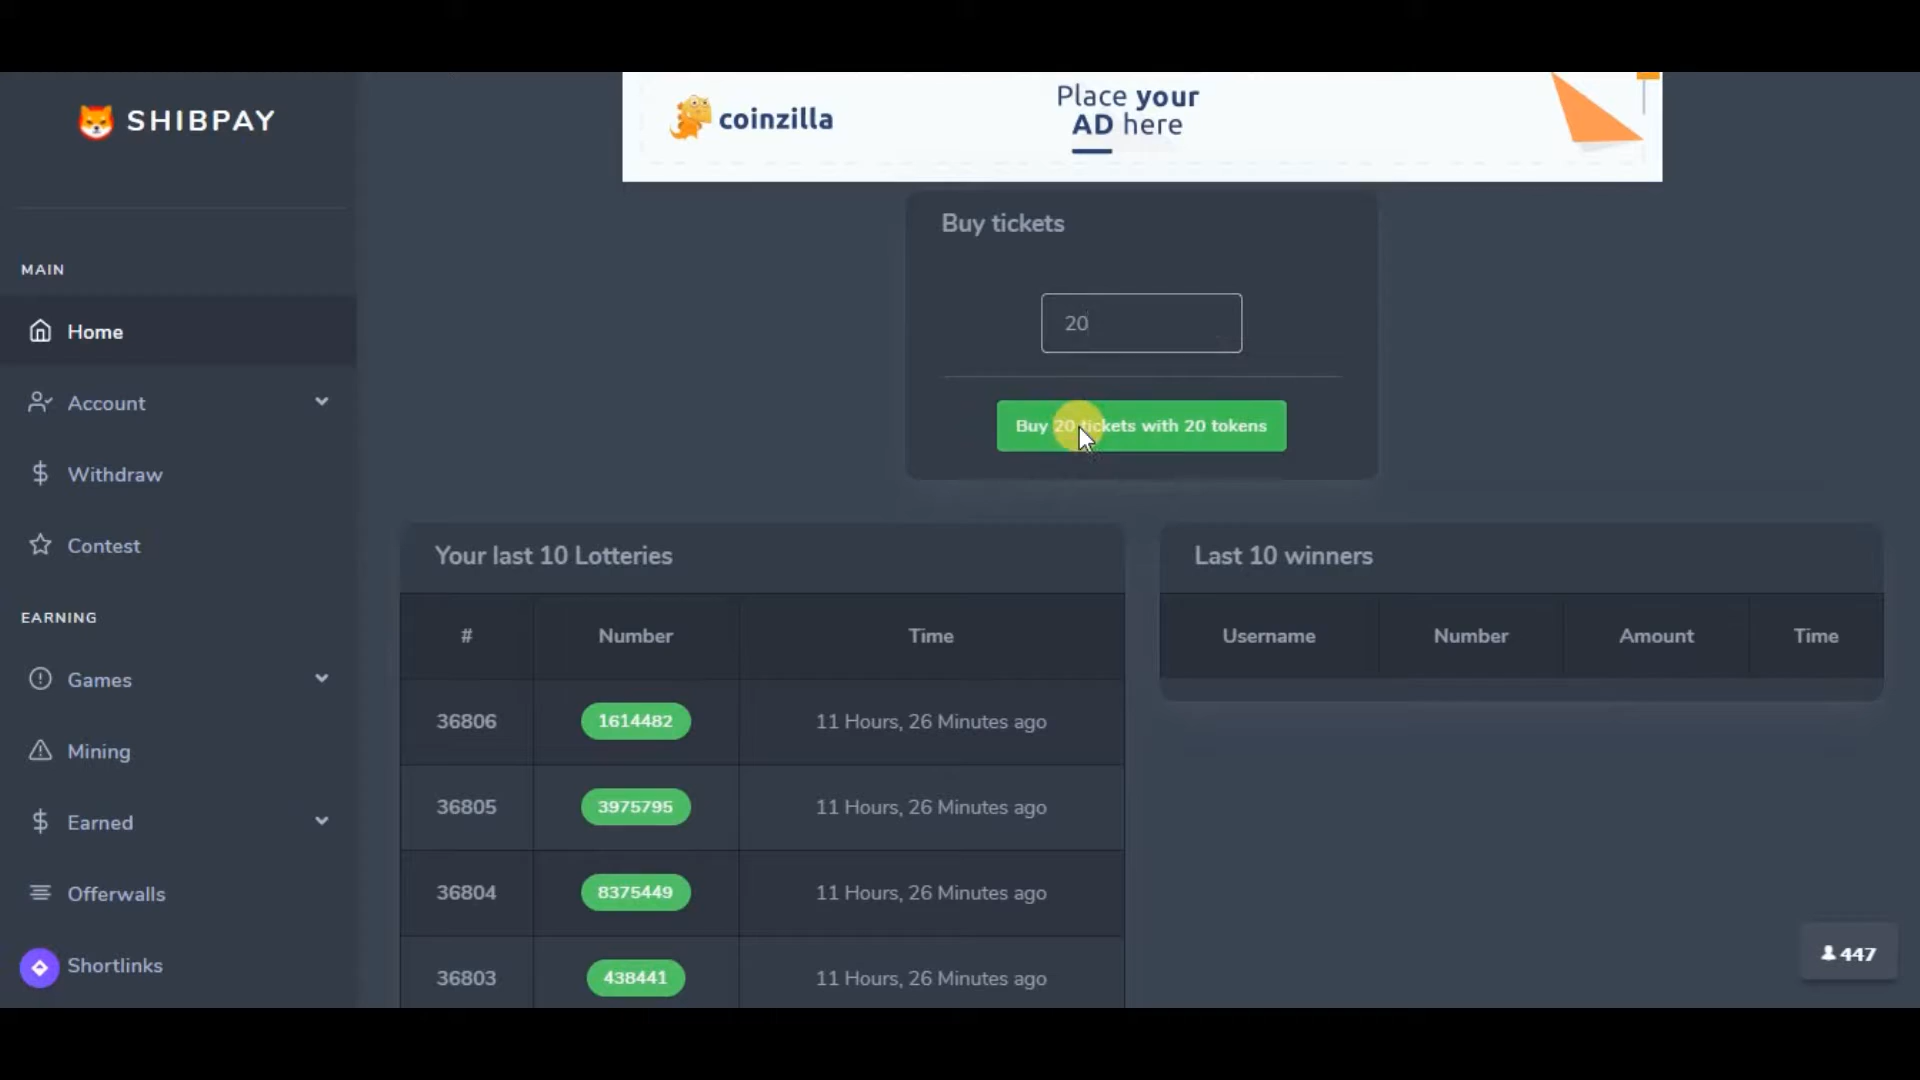 SHIBPAY
coinzilla
Place your
AD here
Buy tickets
20
Buy 20 tickets with 20 tokens
MAIN
Home
Account
Withdraw
Contest
EARNING
Games
Mining
Earned
Offerwalls
Shortlinks
Your last 10 Lotteries
# Number Time
36806 1614482 11 Hours, 26 Minutes ago
36805 3975795 11 Hours, 26 Minutes ago
36804 8375449 11 Hours, 26 Minutes ago
36803 438441 11 Hours, 26 Minutes ago
Last 10 winners
Username Number Amount Time
447